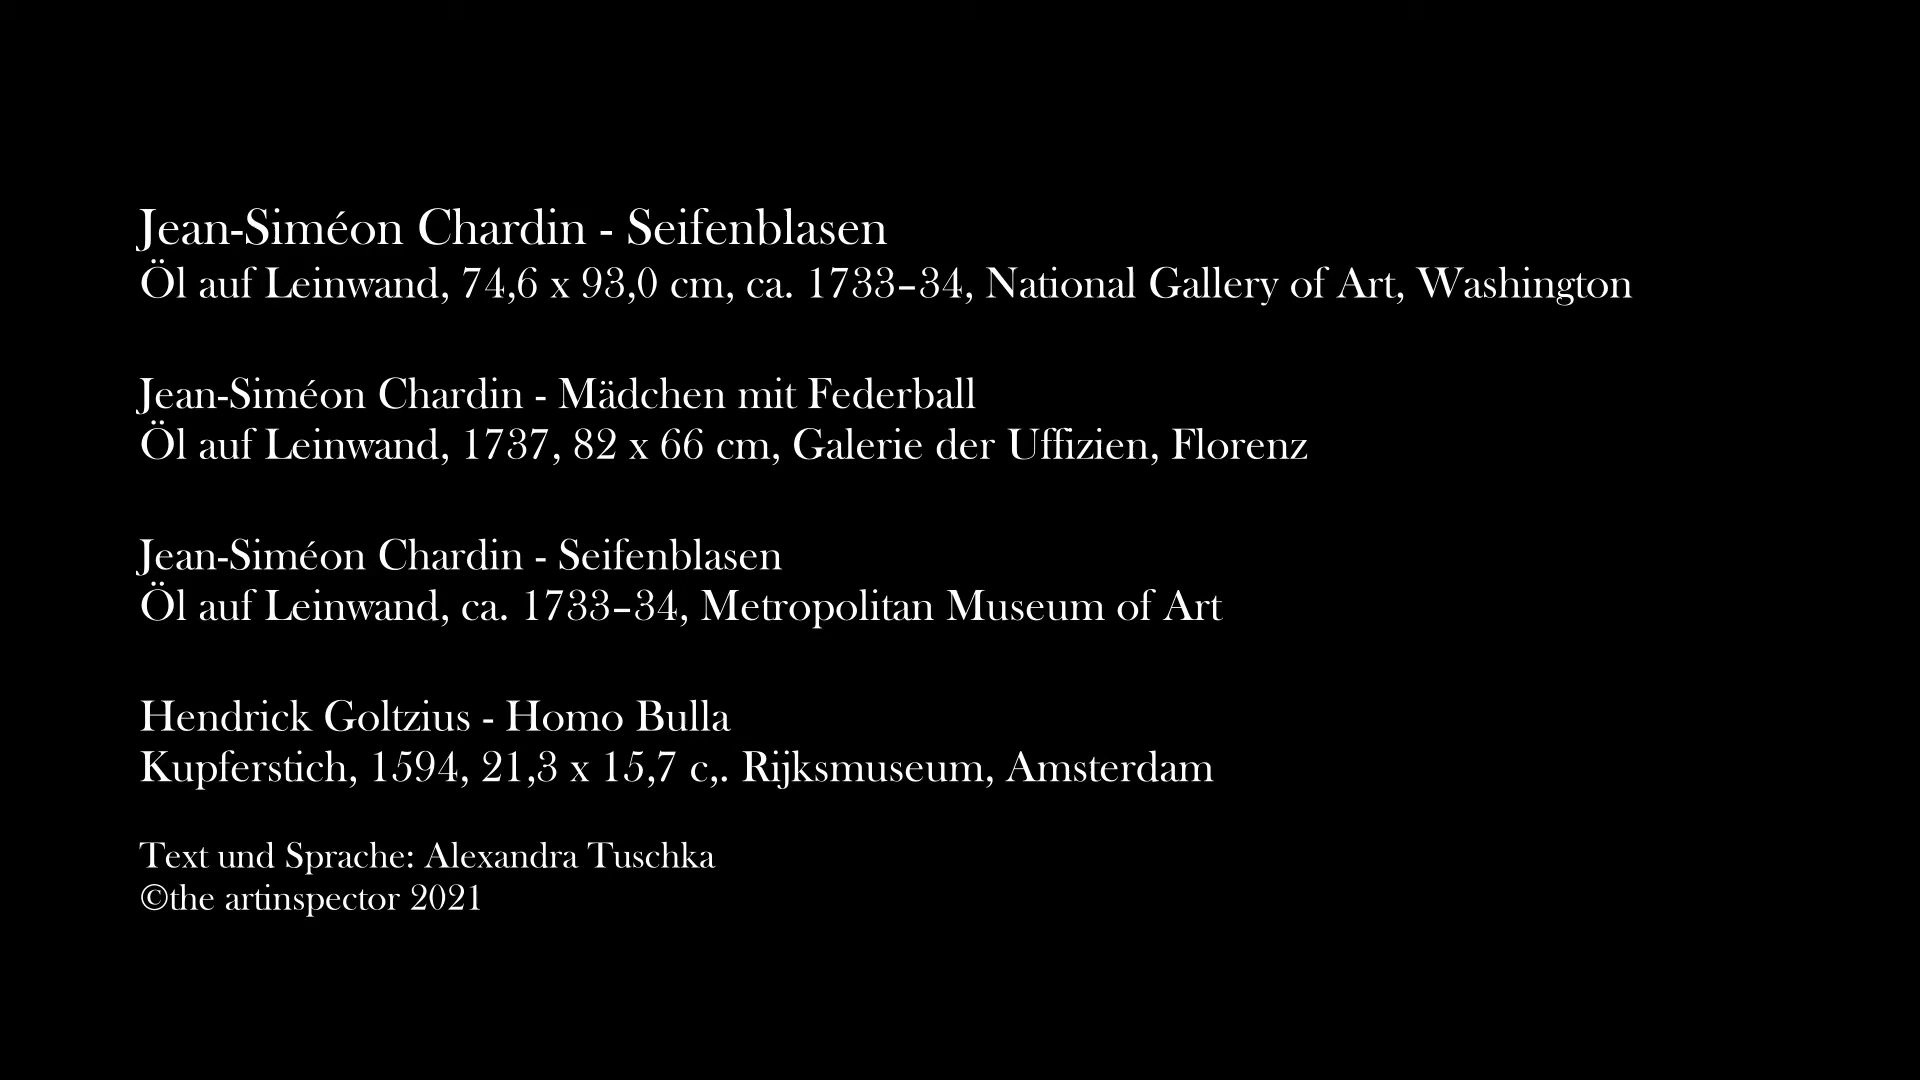 Jean-Siméon Chardin - Seifenblasen
Öl auf Leinwand, 74,6 x 93,0 cm, ca. 1733–34, National Gallery of Art, Washington
Jean-Siméon Chardin - Mädchen mit Federball
Öl auf Leinwand, 1737, 82 x 66 cm, Galerie der Uffizien, Florenz
Jean-Siméon Chardin - Seifenblasen
Öl auf Leinwand, ca. 1733–34, Metropolitan Museum of Art
Hendrick Goltzius - Homo Bulla
Kupferstich, 1594, 21,3 x 15,7 c,. Rijksmuseum, Amsterdam
Text und Sprache: Alexandra Tuschka
©the artinspector 2021